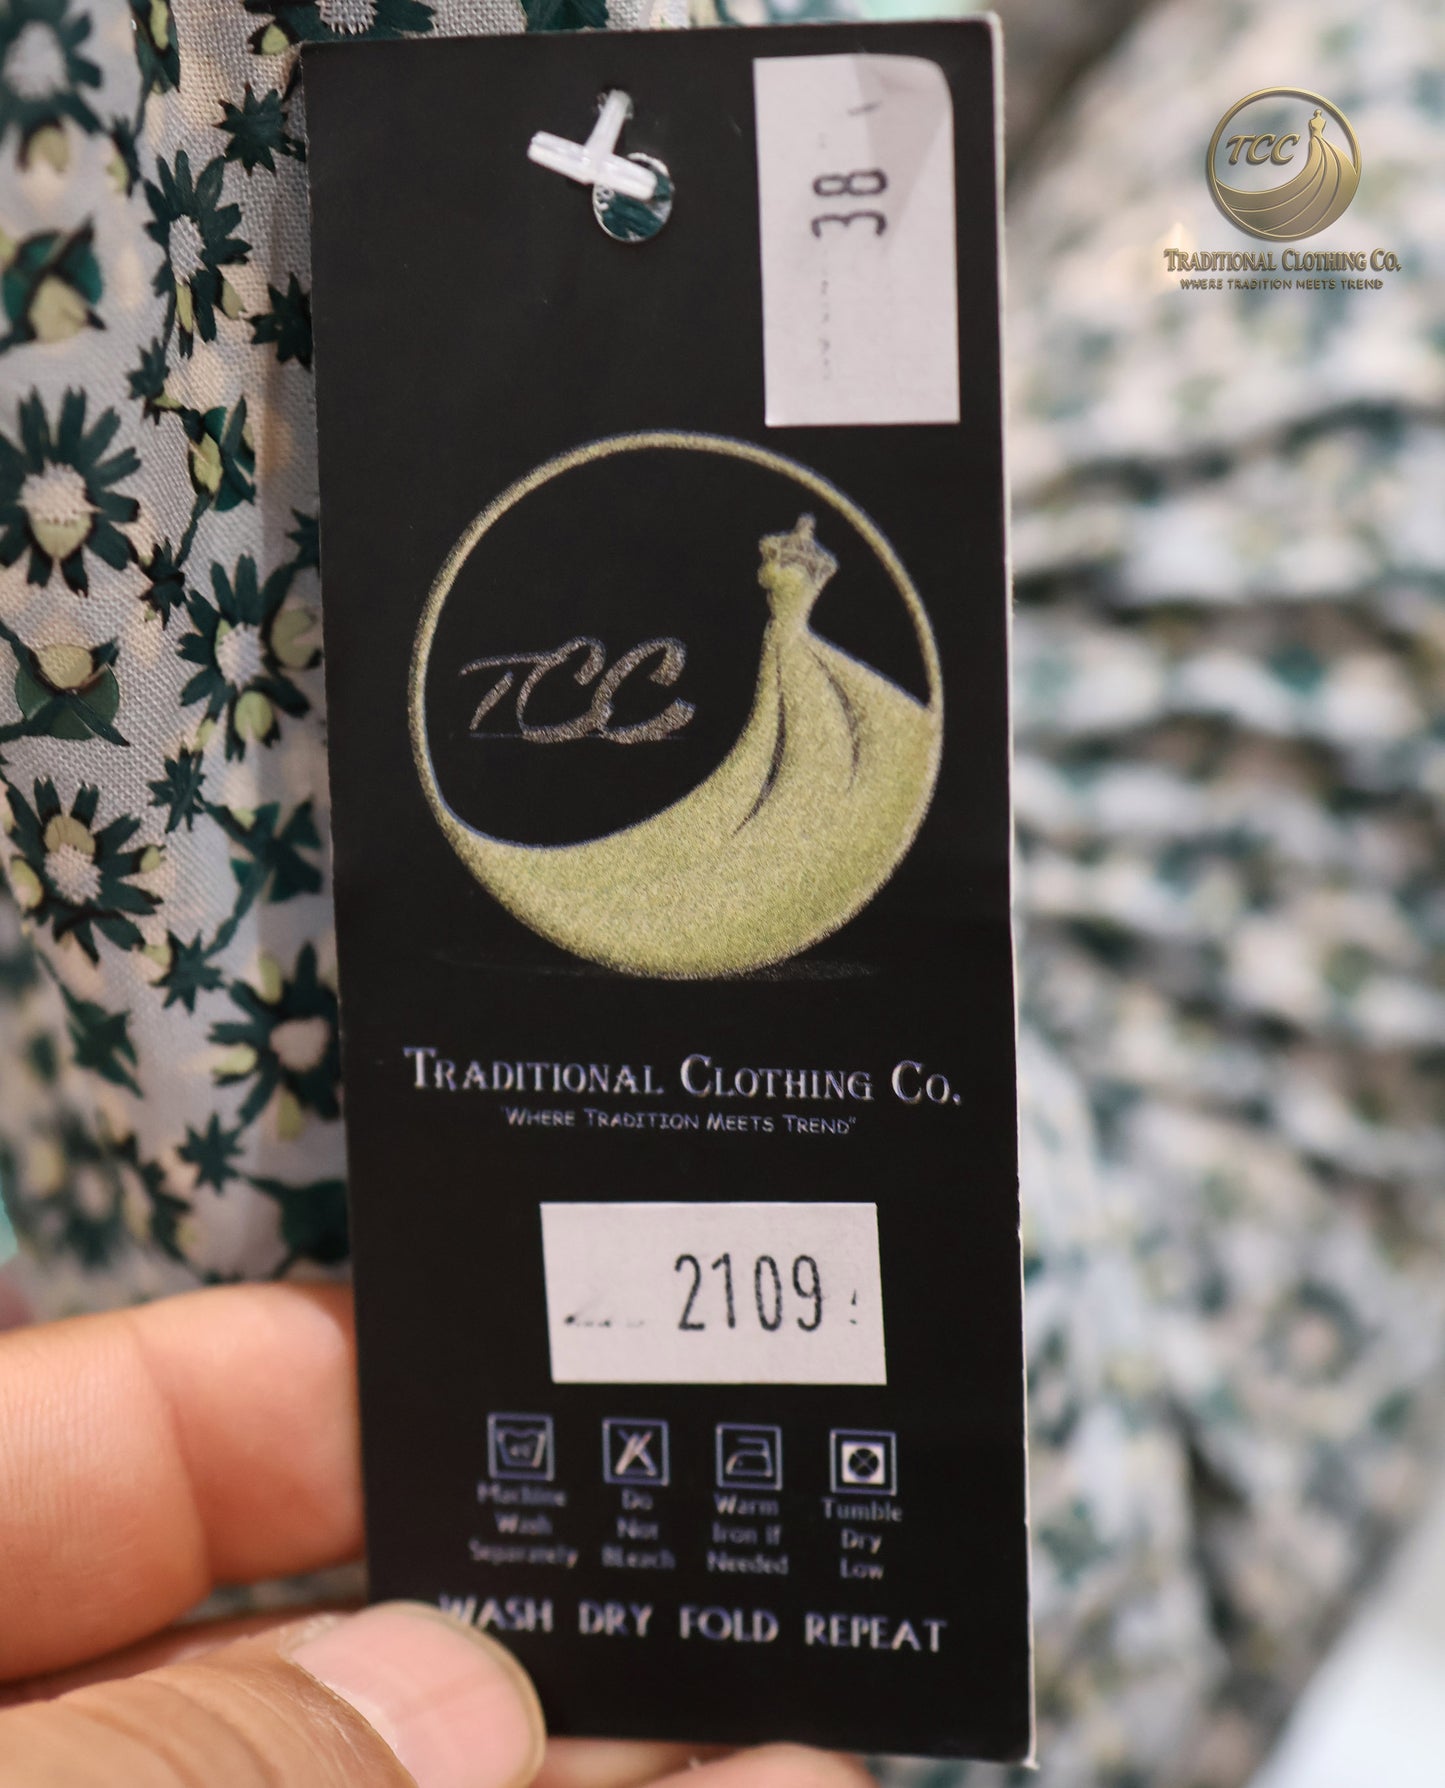 38
TCC
TRADITIONAL CLOTHING CO.
WHERE TRADITION MEETS TREND
TCC
TRADITIONAL CLOTHING CO.
"WHERE TRADITION MEETS TREND"
2109
Machine Wash Separately
Do Not BLeach
Warm Iron if Needed
Tumble Dry Low
WASH DRY FOLD REPEAT